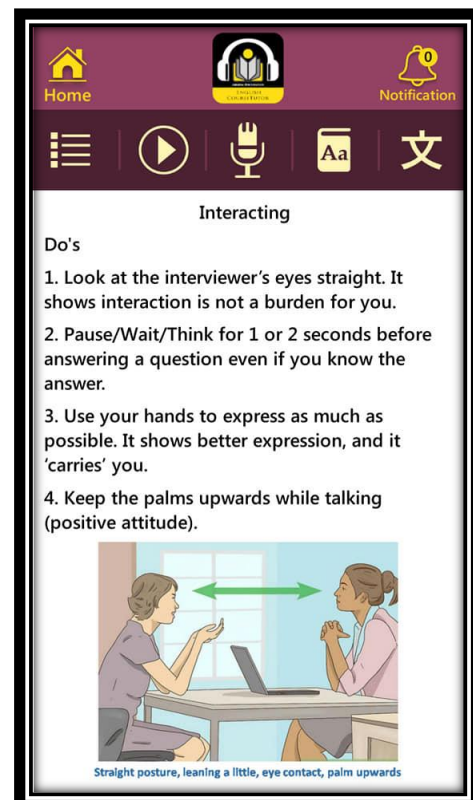 Home
0
Notification
Aa
文
Interacting
Do's
1. Look at the interviewer's eyes straight. It
shows interaction is not a burden for you.
2. Pause/Wait/Think for 1 or 2 seconds before
answering a question even if you know the
answer.
3. Use your hands to express as much as
possible. It shows better expression, and it
'carries' you.
4. Keep the palms upwards while talking
(positive attitude).
Straight posture, leaning a little, eye contact, palm upwards